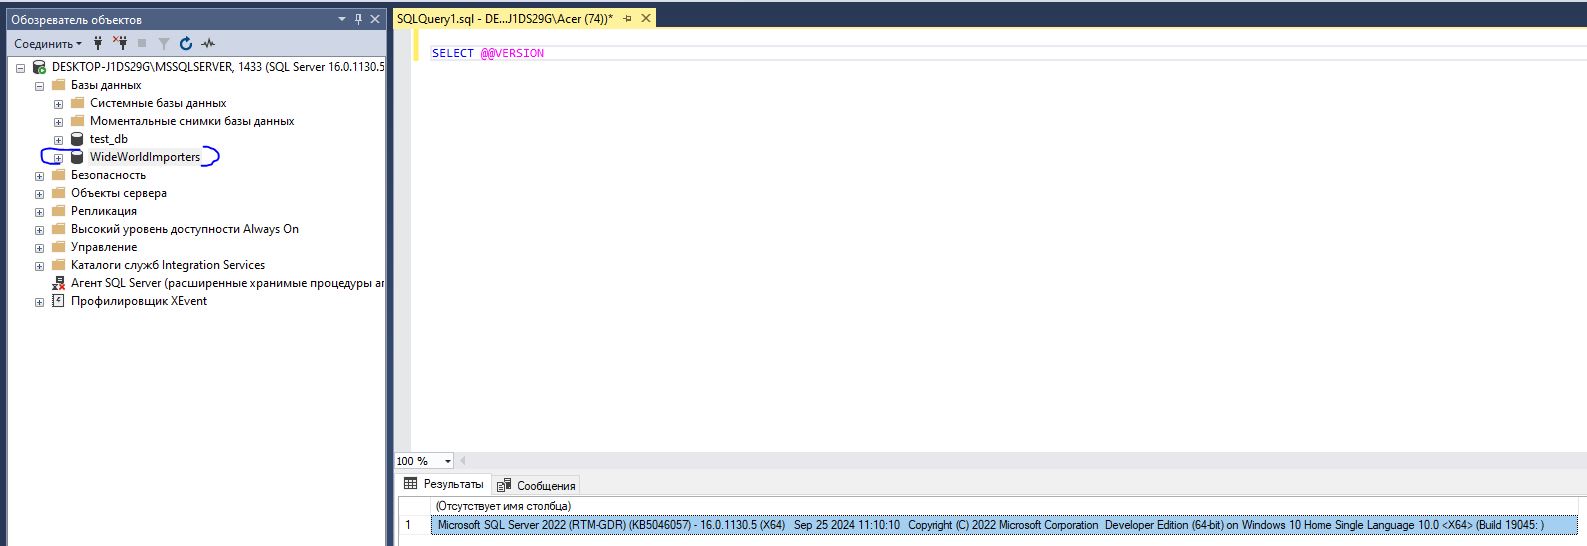 Обозреватель объектов
Соединить
DESKTOP-J1DS29G\MSSQLSERVER, 1433 (SQL Server 16.0.1130.5
Базы данных
Системные базы данных
Моментальные снимки базы данных
test_db
WideWorldImporters
Безопасность
Объекты сервера
Репликация
Высокий уровень доступности Always On
Управление
Каталоги служб Integration Services
Агент SQL Server (расширенные хранимые процедуры аг
Профилировщик XEvent
SQLQuery1.sql - DE...J1DS29G\Acer (74))*
SELECT @@VERSION
100 %
Результаты
Сообщения
(Отсутствует имя столбца)
1 Microsoft SQL Server 2022 (RTM-GDR) (KB5046057) - 16.0.1130.5 (X64) Sep 25 2024 11:10:10 Copyright (C) 2022 Microsoft Corporation Developer Edition (64-bit) on Windows 10 Home Single Language 10.0 <X64> (Build 19045: )